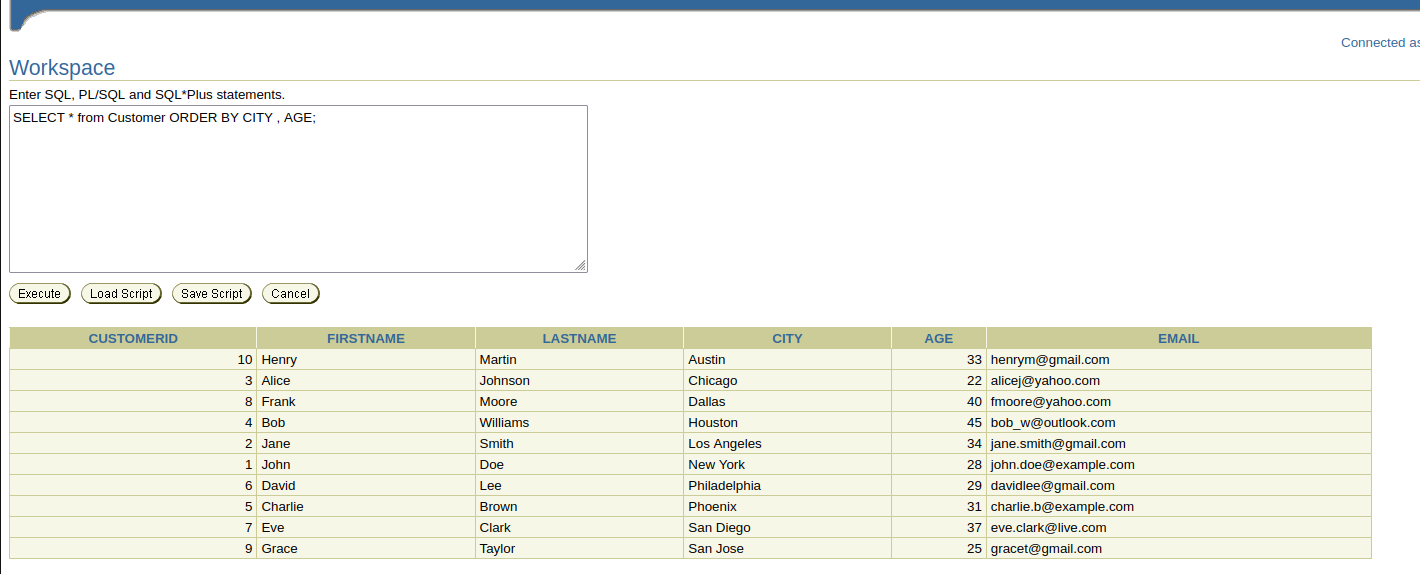 Connected as
Workspace
Enter SQL, PL/SQL and SQL*Plus statements.
SELECT * from Customer ORDER BY CITY , AGE;
Execute Load Script Save Script Cancel
CUSTOMERID FIRSTNAME LASTNAME CITY AGE EMAIL
10 Henry Martin Austin 33 henrym@gmail.com
3 Alice Johnson Chicago 22 alicej@yahoo.com
8 Frank Moore Dallas 40 fmoore@yahoo.com
4 Bob Williams Houston 45 bob_w@outlook.com
2 Jane Smith Los Angeles 34 jane.smith@gmail.com
1 John Doe New York 28 john.doe@example.com
6 David Lee Philadelphia 29 davidlee@gmail.com
5 Charlie Brown Phoenix 31 charlie.b@example.com
7 Eve Clark San Diego 37 eve.clark@live.com
9 Grace Taylor San Jose 25 gracet@gmail.com